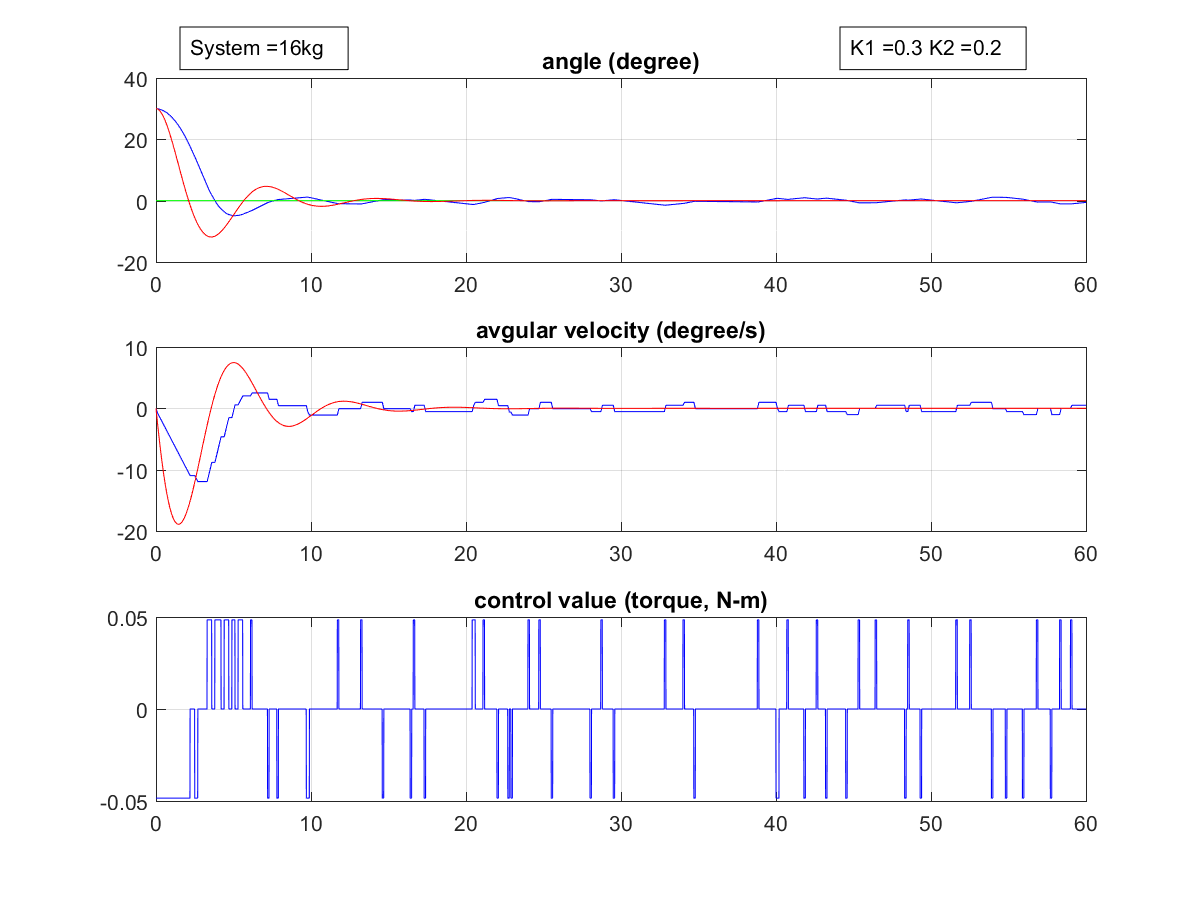 System =16kg
K1 =0.3 K2 =0.2
angle (degree)
40
20
0
-20
0 10 20 30 40 50 60
avgular velocity (degree/s)
10
0
-10
-20
0 10 20 30 40 50 60
control value (torque, N-m)
0.05
0
-0.05
0 10 20 30 40 50 60